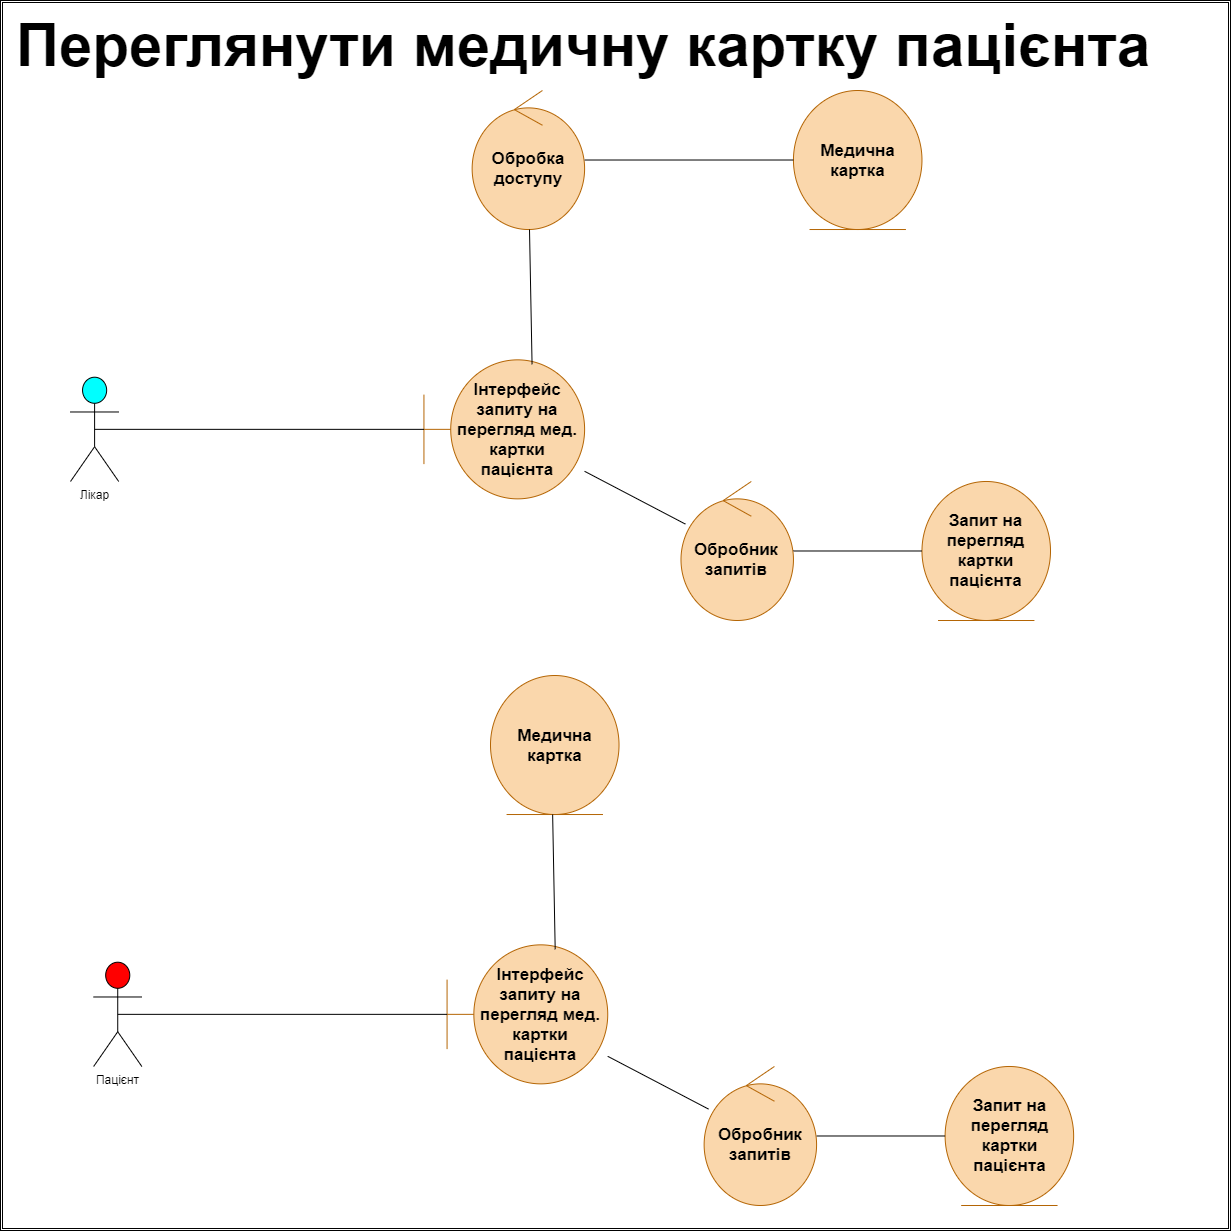 Переглянути медичну картку пацієнта
Обробка
доступу
Медична
картка
Інтерфейс
запиту на
перегляд мед.
картки
пацієнта
Лікар
Обробник
запитів
Запит на
перегляд
картки
пацієнта
Медична
картка
Інтерфейс
запиту на
перегляд мед.
картки
пацієнта
Пацієнт
Обробник
запитів
Запит на
перегляд
картки
пацієнта